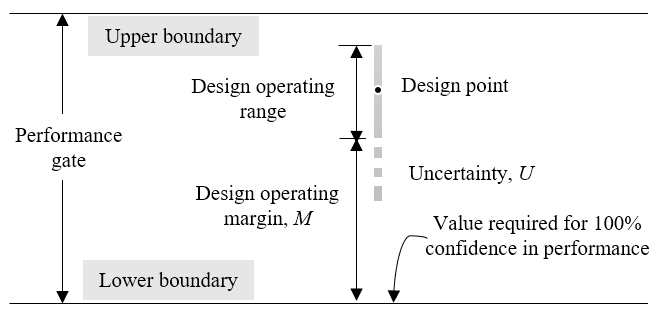 Upper boundary
Design operating
range
Design point
Performance
gate
Uncertainty, U
Design operating
margin, M
Value required for 100%
confidence in performance
Lower boundary